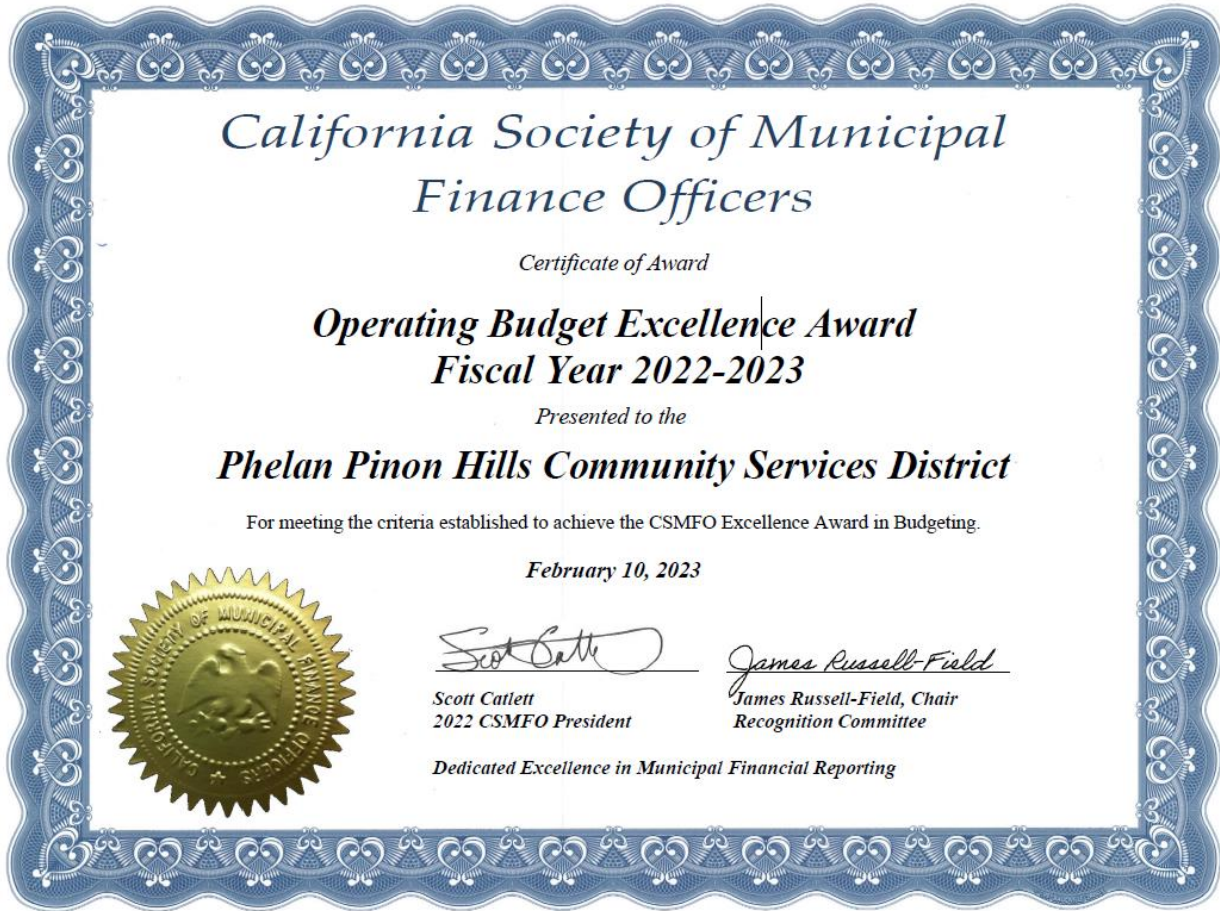 California Society of Municipal
Finance Officers
Certificate of Award
Operating Budget Excellence Award
Fiscal Year 2022-2023
Presented to the
Phelan Pinon Hills Community Services District
For meeting the criteria established to achieve the CSMFO Excellence Award in Budgeting.
February 10, 2023
Scott Catlett
James Russell-Field
Scott Catlett
2022 CSMFO President
James Russell-Field, Chair
Recognition Committee
Dedicated Excellence in Municipal Financial Reporting
CALIFORNIA SOCIETY OF MUNICIPAL FINANCE OFFICERS